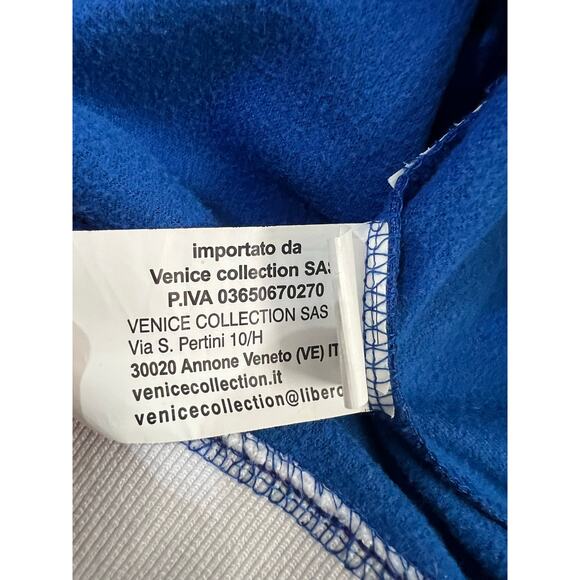 importato da
Venice collection SAS
P.IVA 03650670270
VENICE COLLECTION SAS
Via S. Pertini 10/H
30020 Annone Veneto (VE) IT
venicecollection.it
venicecollection@libero